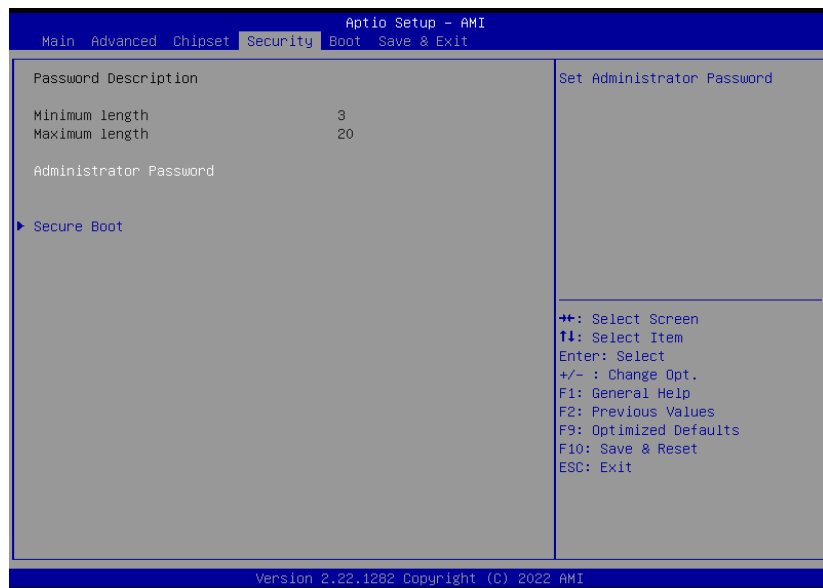 Aptio Setup - AMI
Main Advanced Chipset Security Boot Save & Exit
Password Description
Minimum length 3
Maximum length 20
Administrator Password
Secure Boot
Set Administrator Password
→←: Select Screen
↑↓: Select Item
Enter: Select
+/- : Change Opt.
F1: General Help
F2: Previous Values
F9: Optimized Defaults
F10: Save & Reset
ESC: Exit
Version 2.22.1282 Copyright (C) 2022 AMI